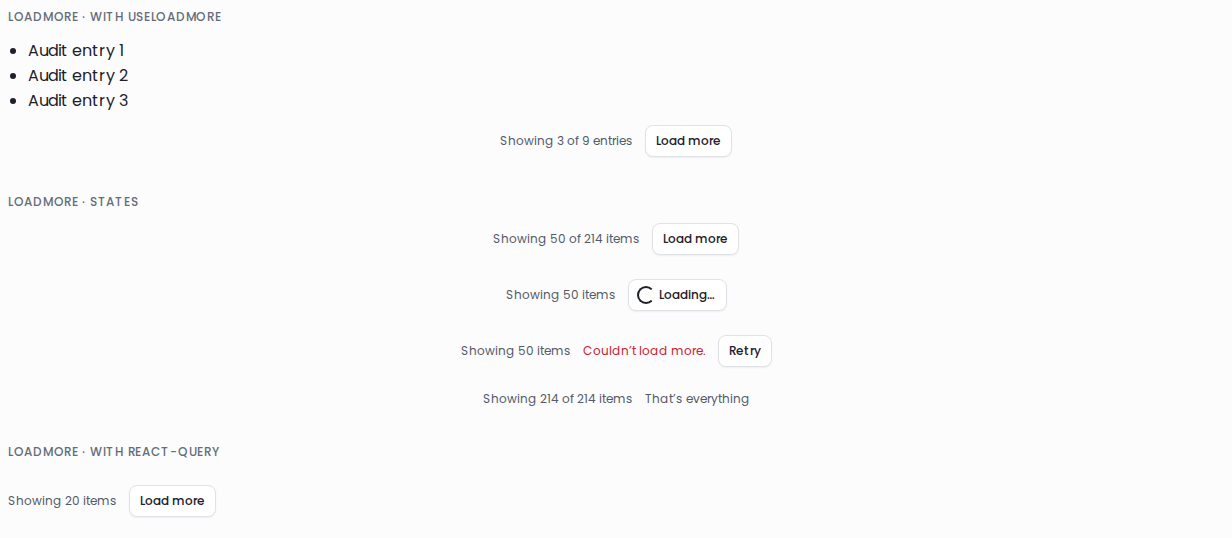 LOADMORE · WITH USELOADMORE
Audit entry 1
Audit entry 2
Audit entry 3
Showing 3 of 9 entries Load more
LOADMORE · STATES
Showing 50 of 214 items Load more
Showing 50 items Loading…
Showing 50 items Couldn’t load more. Retry
Showing 214 of 214 items That’s everything
LOADMORE · WITH REACT-QUERY
Showing 20 items Load more